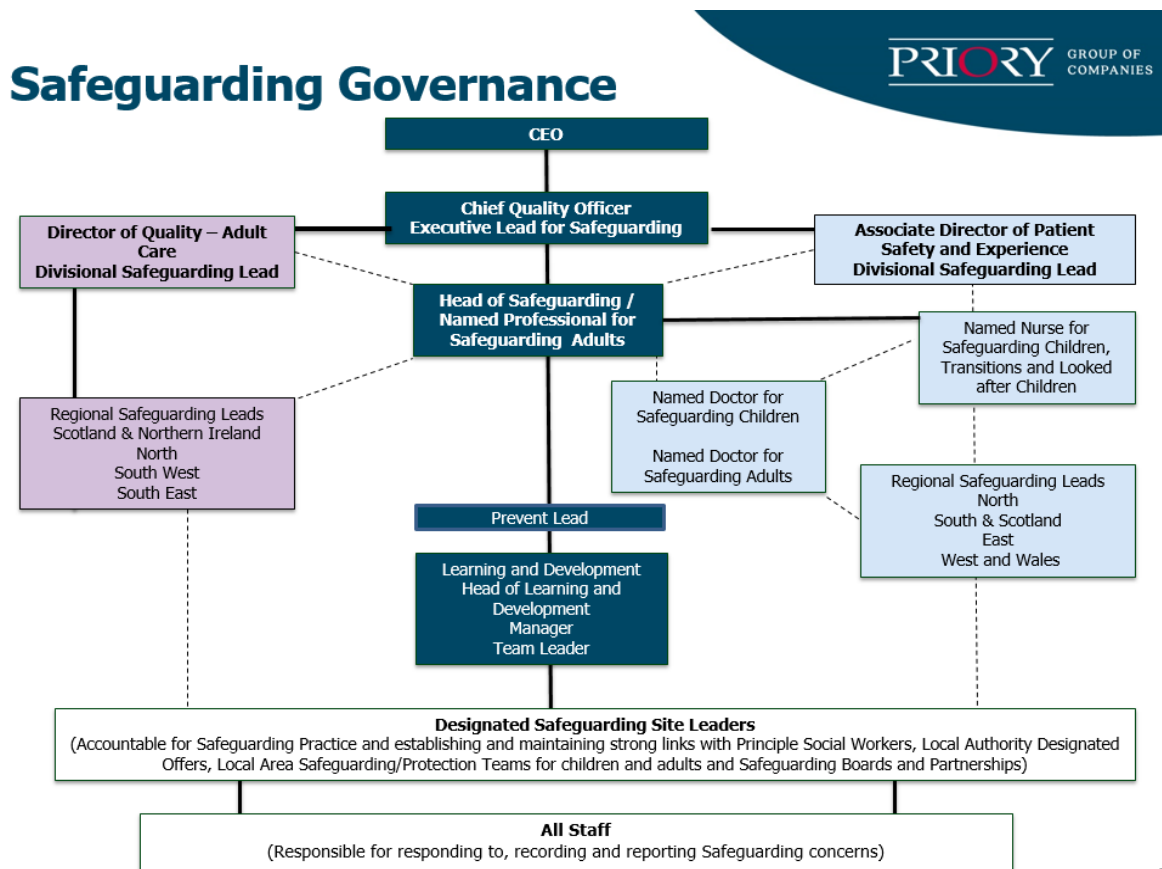 PRIORY
GROUP OF
COMPANIES
Safeguarding Governance
CEO
Chief Quality Officer
Executive Lead for Safeguarding
Director of Quality – Adult
Care
Divisional Safeguarding Lead
Associate Director of Patient
Safety and Experience
Divisional Safeguarding Lead
Head of Safeguarding /
Named Professional for
Safeguarding Adults
Named Nurse for
Safeguarding Children,
Transitions and Looked
after Children
Named Doctor for
Safeguarding Children
Named Doctor for
Safeguarding Adults
Regional Safeguarding Leads
Scotland & Northern Ireland
North
South West
South East
Regional Safeguarding Leads
North
South & Scotland
East
West and Wales
Prevent Lead
Learning and Development
Head of Learning and
Development
Manager
Team Leader
Designated Safeguarding Site Leaders
(Accountable for Safeguarding Practice and establishing and maintaining strong links with Principle Social Workers, Local Authority Designated
Offers, Local Area Safeguarding/Protection Teams for children and adults and Safeguarding Boards and Partnerships)
All Staff
(Responsible for responding to, recording and reporting Safeguarding concerns)